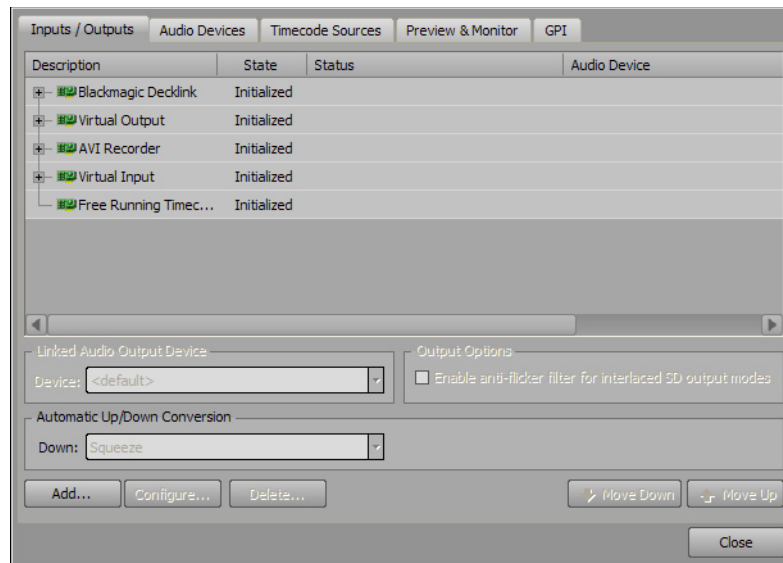 Inputs / Outputs Audio Devices Timecode Sources Preview & Monitor GPI
Description State Status Audio Device
Blackmagic Decklink Initialized
Virtual Output Initialized
AVI Recorder Initialized
Virtual Input Initialized
Free Running Timec... Initialized
Linked Audio Output Device Output Options
Device: <default> Enable anti-flicker filter for interlaced SD output modes
Automatic Up/Down Conversion
Down: Squeeze
Add... Configure... Delete... Move Down Move Up
Close